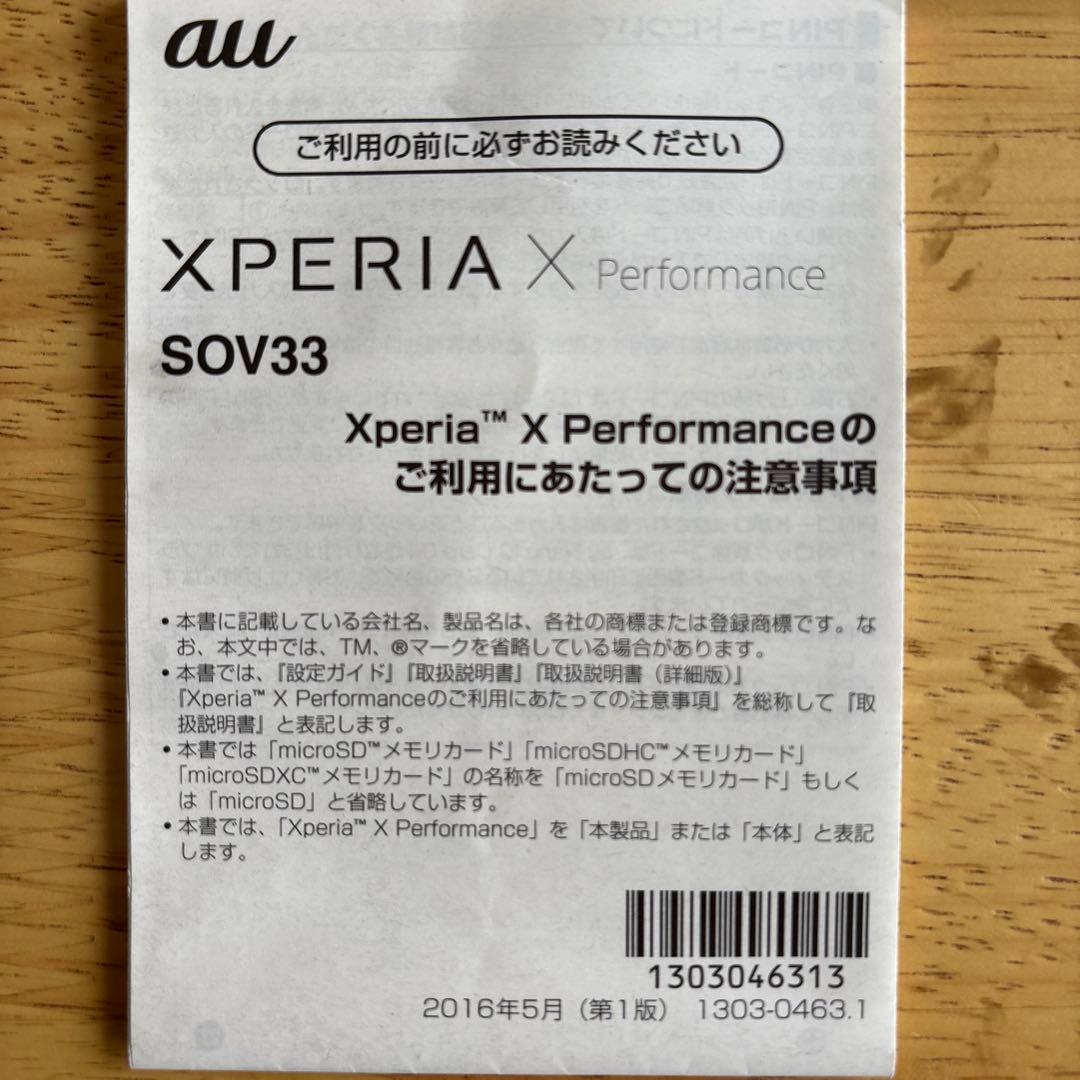 au
ご利用の前に必ずお読みください
XPERIA X Performance
SOV33
Xperia™ X Performanceの
ご利用にあたっての注意事項
• 本書に記載している会社名、製品名は、各社の商標または登録商標です。な
お、本文中では、TM、®マークを省略している場合があります。
• 本書では、『設定ガイド』『取扱説明書』『取扱説明書（詳細版）』
『Xperia™ X Performanceのご利用にあたっての注意事項』を総称して『取
扱説明書』と表記します。
• 本書では「microSD™メモリカード」「microSDHC™メモリカード」
「microSDXC™メモリカード」の名称を「microSDメモリカード」もしく
は「microSD」と省略しています。
• 本書では、「Xperia™ X Performance」を「本製品」または「本体」と表記
します。
1303046313
2016年5月（第1版） 1303-0463.1